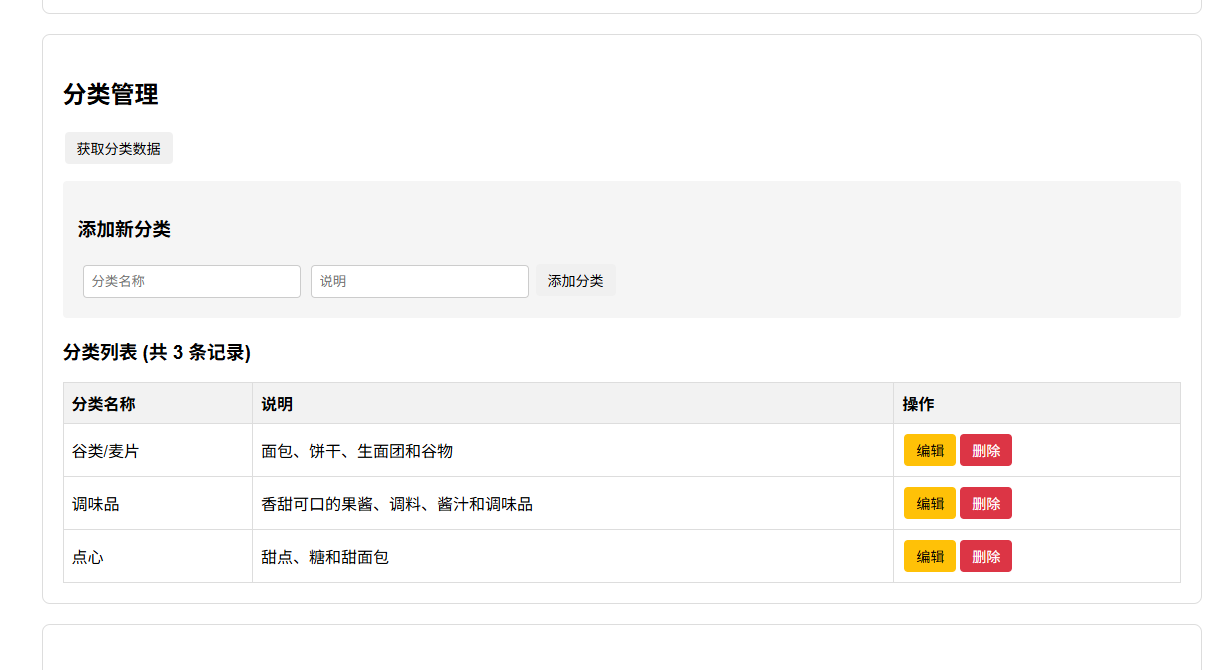 分类管理
获取分类数据
添加新分类
分类名称 说明 添加分类
分类列表 (共 3 条记录)
分类名称 说明 操作
谷类/麦片 面包、饼干、生面团和谷物 编辑 删除
调味品 香甜可口的果酱、调料、酱汁和调味品 编辑 删除
点心 甜点、糖和甜面包 编辑 删除